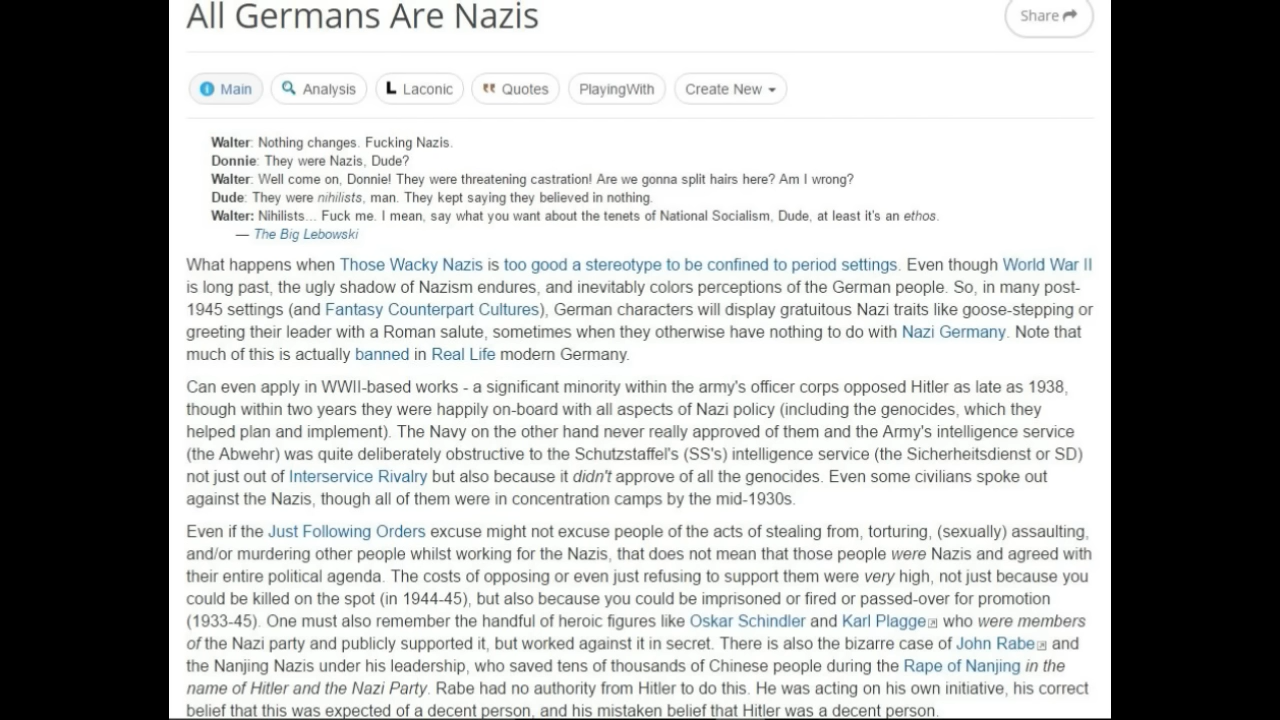 All Germans Are Nazis
Share
Main
Analysis
Laconic
Quotes
PlayingWith
Create New
Walter: Nothing changes. Fucking Nazis.
Donnie: They were Nazis, Dude?
Walter: Well come on, Donnie! They were threatening castration! Are we gonna split hairs here? Am I wrong?
Dude: They were nihilists, man. They kept saying they believed in nothing.
Walter: Nihilists... Fuck me. I mean, say what you want about the tenets of National Socialism, Dude, at least it's an ethos.
— The Big Lebowski
What happens when Those Wacky Nazis is too good a stereotype to be confined to period settings. Even though World War II
is long past, the ugly shadow of Nazism endures, and inevitably colors perceptions of the German people. So, in many post-
1945 settings (and Fantasy Counterpart Cultures), German characters will display gratuitous Nazi traits like goose-stepping or
greeting their leader with a Roman salute, sometimes when they otherwise have nothing to do with Nazi Germany. Note that
much of this is actually banned in Real Life modern Germany.
Can even apply in WWII-based works - a significant minority within the army's officer corps opposed Hitler as late as 1938,
though within two years they were happily on-board with all aspects of Nazi policy (including the genocides, which they
helped plan and implement). The Navy on the other hand never really approved of them and the Army's intelligence service
(the Abwehr) was quite deliberately obstructive to the Schutzstaffel's (SS's) intelligence service (the Sicherheitsdienst or SD)
not just out of Interservice Rivalry but also because it didn't approve of all the genocides. Even some civilians spoke out
against the Nazis, though all of them were in concentration camps by the mid-1930s.
Even if the Just Following Orders excuse might not excuse people of the acts of stealing from, torturing, (sexually) assaulting,
and/or murdering other people whilst working for the Nazis, that does not mean that those people were Nazis and agreed with
their entire political agenda. The costs of opposing or even just refusing to support them were very high, not just because you
could be killed on the spot (in 1944-45), but also because you could be imprisoned or fired or passed-over for promotion
(1933-45). One must also remember the handful of heroic figures like Oskar Schindler and Karl Plagge who were members
of the Nazi party and publicly supported it, but worked against it in secret. There is also the bizarre case of John Rabe and
the Nanjing Nazis under his leadership, who saved tens of thousands of Chinese people during the Rape of Nanjing in the
name of Hitler and the Nazi Party. Rabe had no authority from Hitler to do this. He was acting on his own initiative, his correct
belief that this was expected of a decent person, and his mistaken belief that Hitler was a decent person.